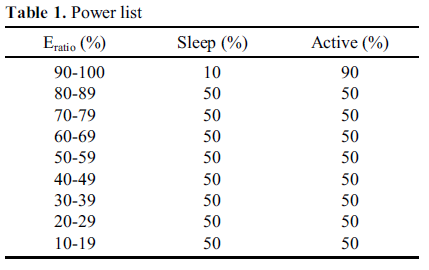 Table 1. Power list
E_ratio (%) Sleep (%) Active (%)
90-100 10 90
80-89 50 50
70-79 50 50
60-69 50 50
50-59 50 50
40-49 50 50
30-39 50 50
20-29 50 50
10-19 50 50